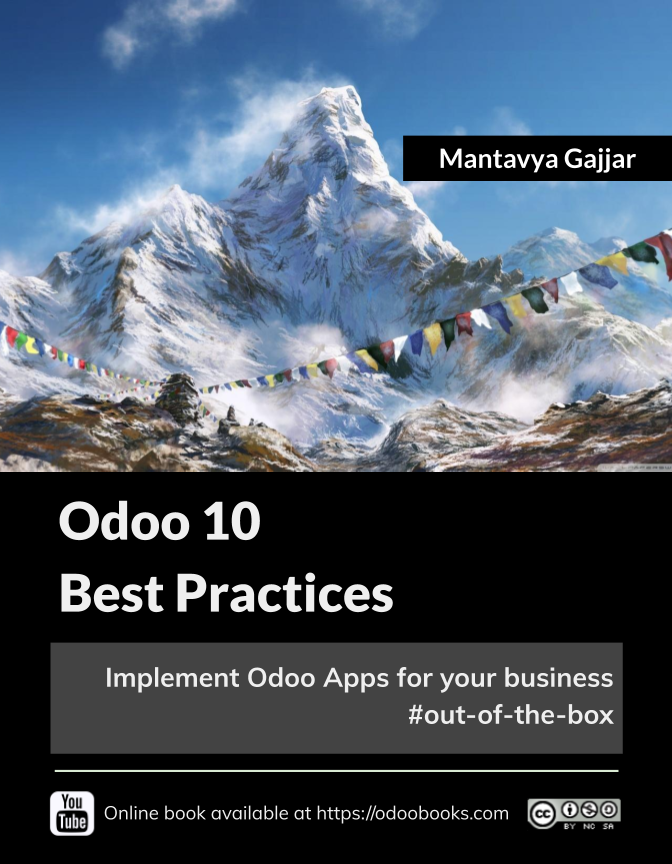 Mantavya Gajjar
Odoo 10
Best Practices
Implement Odoo Apps for your business
#out-of-the-box
You
Tube
Online book available at https://odoobooks.com
cc
BY NC SA